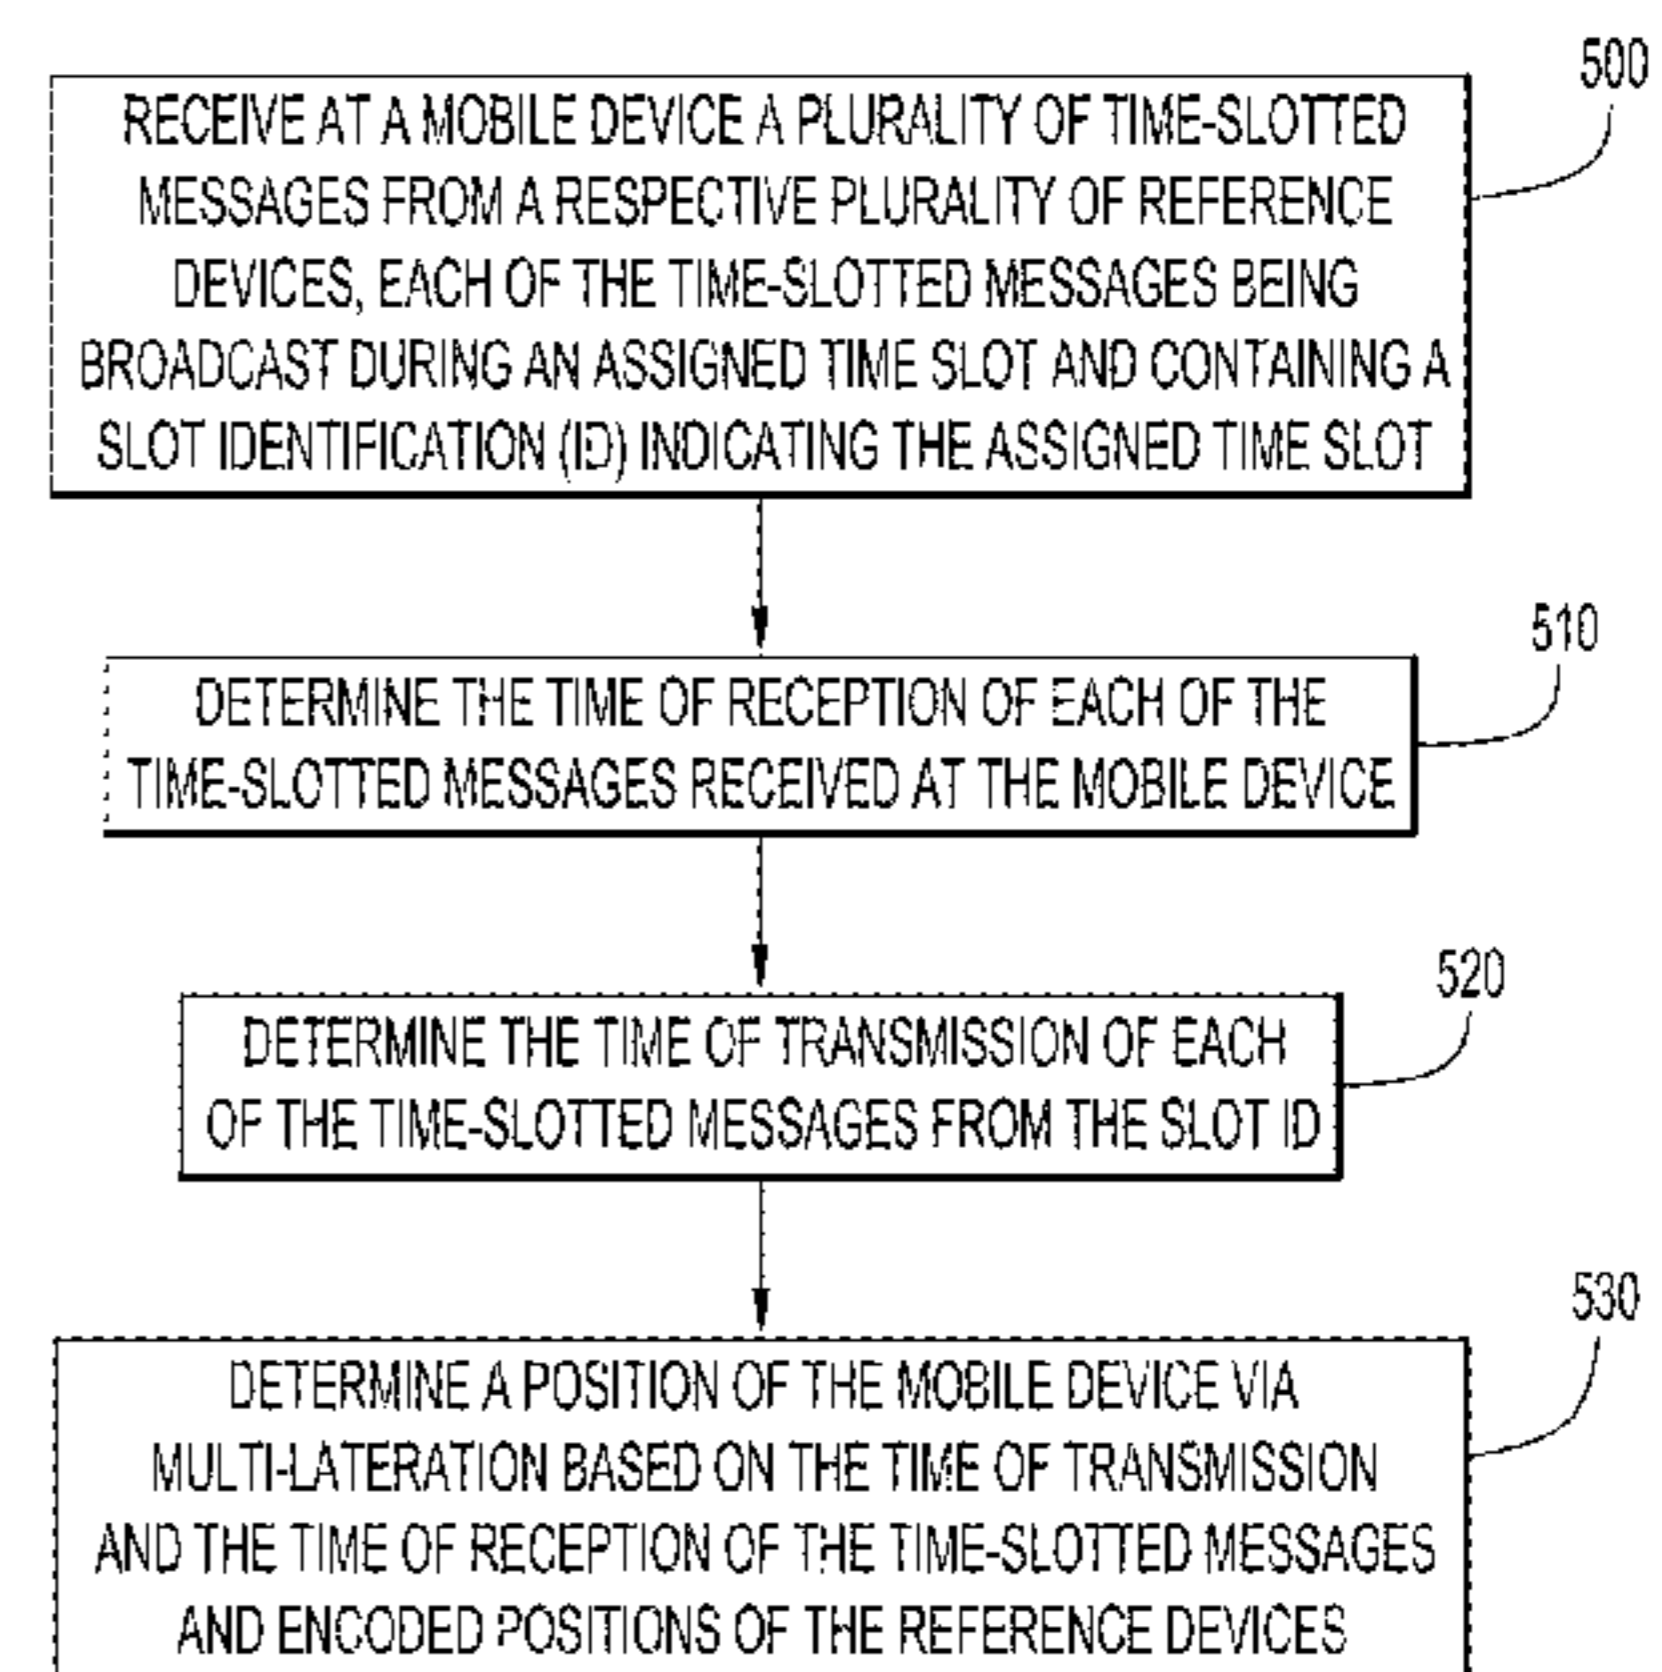 500
RECEIVE AT A MOBILE DEVICE A PLURALITY OF TIME-SLOTTED
MESSAGES FROM A RESPECTIVE PLURALITY OF REFERENCE
DEVICES, EACH OF THE TIME-SLOTTED MESSAGES BEING
BROADCAST DURING AN ASSIGNED TIME SLOT AND CONTAINING A
SLOT IDENTIFICATION (ID) INDICATING THE ASSIGNED TIME SLOT
510
DETERMINE THE TIME OF RECEPTION OF EACH OF THE
TIME-SLOTTED MESSAGES RECEIVED AT THE MOBILE DEVICE
520
DETERMINE THE TIME OF TRANSMISSION OF EACH
OF THE TIME-SLOTTED MESSAGES FROM THE SLOT ID
530
DETERMINE A POSITION OF THE MOBILE DEVICE VIA
MULTI-LATERATION BASED ON THE TIME OF TRANSMISSION
AND THE TIME OF RECEPTION OF THE TIME-SLOTTED MESSAGES
AND ENCODED POSITIONS OF THE REFERENCE DEVICES